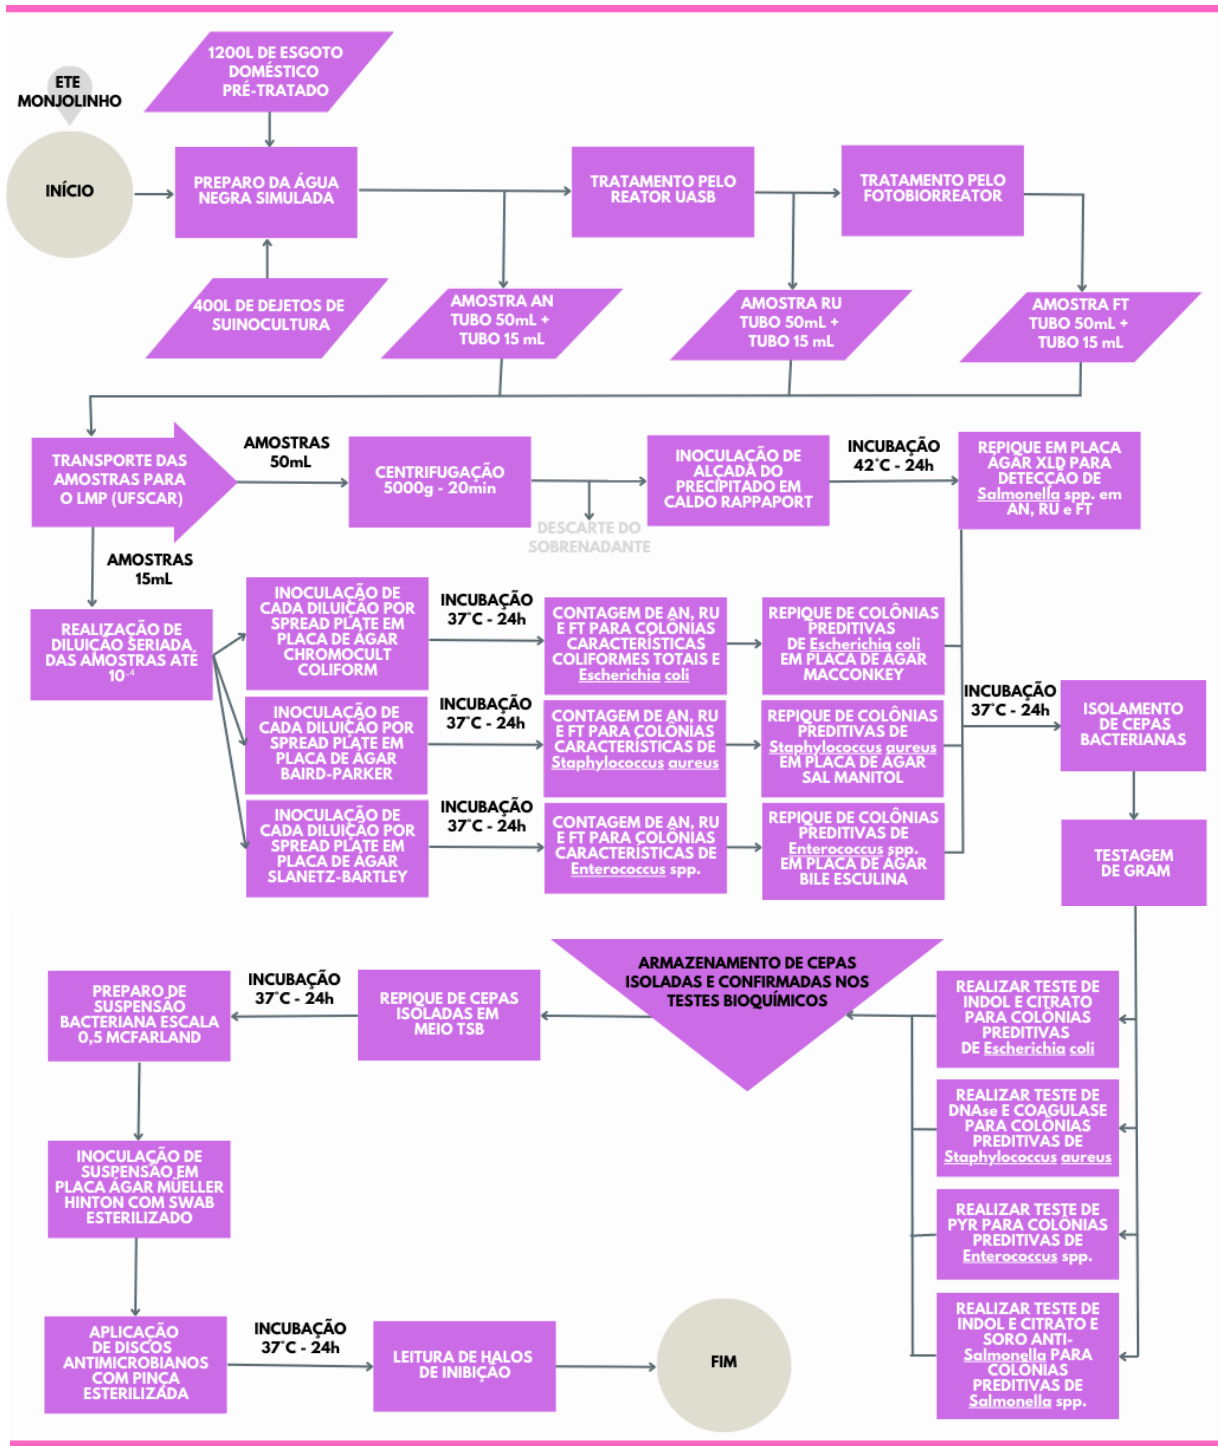 1200L DE ESGOTO
DOMÉSTICO
PRÉ-TRATADO
ETE
MONJOLINHO
INÍCIO
PREPARO DA ÁGUA
NEGRA SIMULADA
TRATAMENTO PELO
REATOR UASB
TRATAMENTO PELO
FOTOBIORREATOR
400L DE DEJETOS DE
SUINOCULTURA
AMOSTRA AN
TUBO 50mL +
TUBO 15 mL
AMOSTRA RU
TUBO 50mL +
TUBO 15 mL
AMOSTRA FT
TUBO 50mL +
TUBO 15 mL
TRANSPORTE DAS
AMOSTRAS PARA
O LMP (UFSCAR)
AMOSTRAS
50mL
CENTRIFUGAÇÃO
5000g - 20min
DESCARTE DO
SOBRENADANTE
INOCULAÇÃO DE
ALÇADA DO
PRECIPITADO EM
CALDO RAPPAPORT
INCUBAÇÃO
42°C - 24h
REPIQUE EM PLACA
ÁGAR XLD PARA
DETECÇÃO DE
Salmonella spp. em
AN, RU e FT
AMOSTRAS
15mL
REALIZAÇÃO DE
DILUIÇÃO SERIADA
DAS AMOSTRAS ATÉ
10⁻⁴
INOCULAÇÃO DE
CADA DILUIÇÃO POR
SPREAD PLATE EM
PLACA DE ÁGAR
CHROMOCULT
COLIFORM
INCUBAÇÃO
37°C - 24h
CONTAGEM DE AN, RU
E FT PARA COLÔNIAS
CARACTERÍSTICAS
COLIFORMES TOTAIS E
Escherichia coli
REPIQUE DE COLÔNIAS
PREDITIVAS
DE Escherichia coli
EM PLACA DE ÁGAR
MACCONKEY
INOCULAÇÃO DE
CADA DILUIÇÃO POR
SPREAD PLATE EM
PLACA DE ÁGAR
BAIRD-PARKER
INCUBAÇÃO
37°C - 24h
CONTAGEM DE AN, RU
E FT PARA COLÔNIAS
CARACTERÍSTICAS DE
Staphylococcus aureus
REPIQUE DE COLÔNIAS
PREDITIVAS DE
Staphylococcus aureus
EM PLACA DE ÁGAR
SAL MANITOL
INCUBAÇÃO
37°C - 24h
ISOLAMENTO
DE CEPAS
BACTERIANAS
INOCULAÇÃO DE
CADA DILUIÇÃO POR
SPREAD PLATE EM
PLACA DE ÁGAR
SLANETZ-BARTLEY
INCUBAÇÃO
37°C - 24h
CONTAGEM DE AN, RU
E FT PARA COLÔNIAS
CARACTERÍSTICAS DE
Enterococcus spp.
REPIQUE DE COLÔNIAS
PREDITIVAS DE
Enterococcus spp.
EM PLACA DE ÁGAR
BILE ESCULINA
TESTAGEM
DE GRAM
REALIZAR TESTE DE
INDOL E CITRATO
PARA COLÔNIAS
PREDITIVAS
DE Escherichia coli
REALIZAR TESTE DE
DNAse E COAGULASE
PARA COLÔNIAS
PREDITIVAS DE
Staphylococcus aureus
REALIZAR TESTE DE
PYR PARA COLÔNIAS
PREDITIVAS DE
Enterococcus spp.
REALIZAR TESTE DE
INDOL E CITRATO E
SORO ANTI-
Salmonella PARA
COLÔNIAS
PREDITIVAS DE
Salmonella spp.
ARMAZENAMENTO DE CEPAS
ISOLADAS E CONFIRMADAS NOS
TESTES BIOQUÍMICOS
REPIQUE DE CEPAS
ISOLADAS EM
MEIO TSB
INCUBAÇÃO
37°C - 24h
PREPARO DE
SUSPENSÃO
BACTERIANA ESCALA
0,5 MCFARLAND
INOCULAÇÃO DE
SUSPENSÃO EM
PLACA ÁGAR MÜELLER
HINTON COM SWAB
ESTERILIZADO
APLICAÇÃO
DE DISCOS
ANTIMICROBIANOS
COM PINÇA
ESTERILIZADA
INCUBAÇÃO
37°C - 24h
LEITURA DE HALOS
DE INIBIÇÃO
FIM